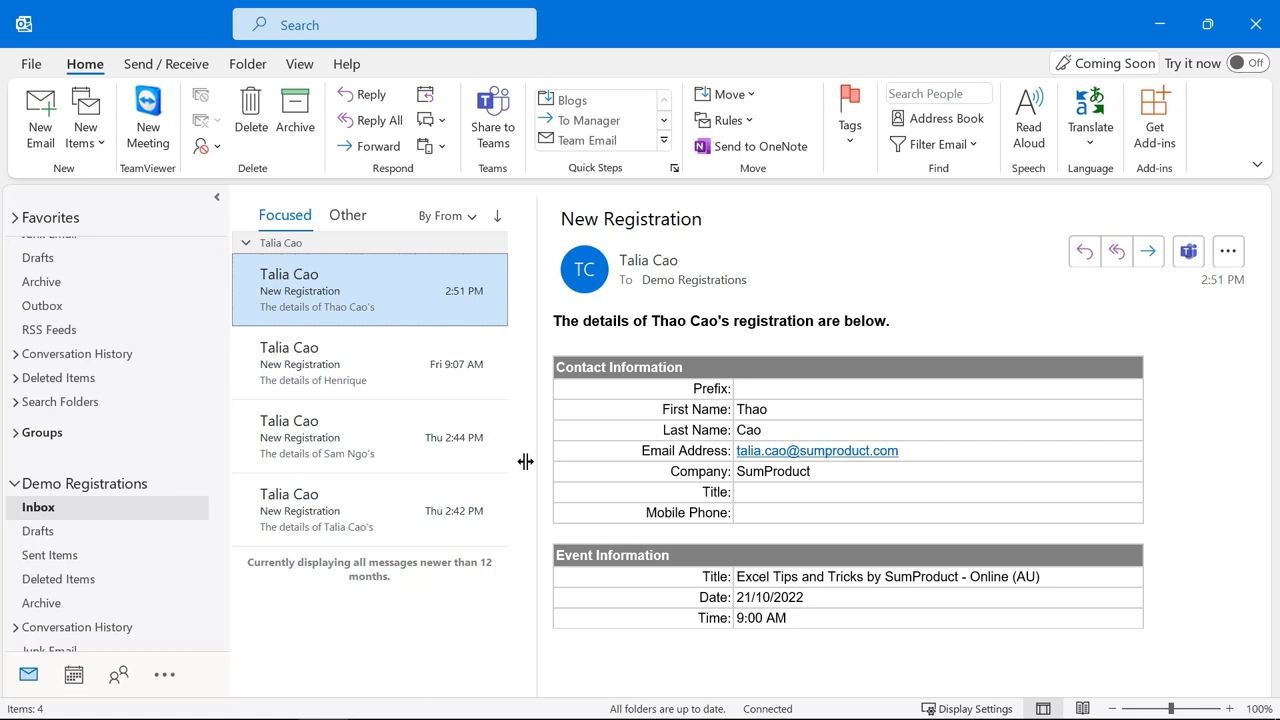 Search
File Home Send / Receive Folder View Help Coming Soon Try it now Off
New Email
New Items
New
New Meeting
TeamViewer
Delete
Archive
Delete
Reply
Reply All
Forward
Respond
Share to Teams
Teams
Blogs
To Manager
Team Email
Quick Steps
Move
Rules
Send to OneNote
Move
Tags
Search People
Address Book
Filter Email
Find
Read Aloud
Speech
Translate
Language
Get Add-ins
Add-ins
Favorites
Junk Email
Drafts
Archive
Outbox
RSS Feeds
Conversation History
Deleted Items
Search Folders
Groups
Demo Registrations
Inbox
Drafts
Sent Items
Deleted Items
Archive
Conversation History
Junk Email
Focused Other By From
Talia Cao
Talia Cao
New Registration 2:51 PM
The details of Thao Cao's
Talia Cao
New Registration Fri 9:07 AM
The details of Henrique
Talia Cao
New Registration Thu 2:44 PM
The details of Sam Ngo's
Talia Cao
New Registration Thu 2:42 PM
The details of Talia Cao's
Currently displaying all messages newer than 12
months.
New Registration
TC
Talia Cao
To Demo Registrations
2:51 PM
The details of Thao Cao's registration are below.
Contact Information
Prefix:
First Name: Thao
Last Name: Cao
Email Address: talia.cao@sumproduct.com
Company: SumProduct
Title:
Mobile Phone:
Event Information
Title: Excel Tips and Tricks by SumProduct - Online (AU)
Date: 21/10/2022
Time: 9:00 AM
Items: 4 All folders are up to date. Connected Display Settings 100%